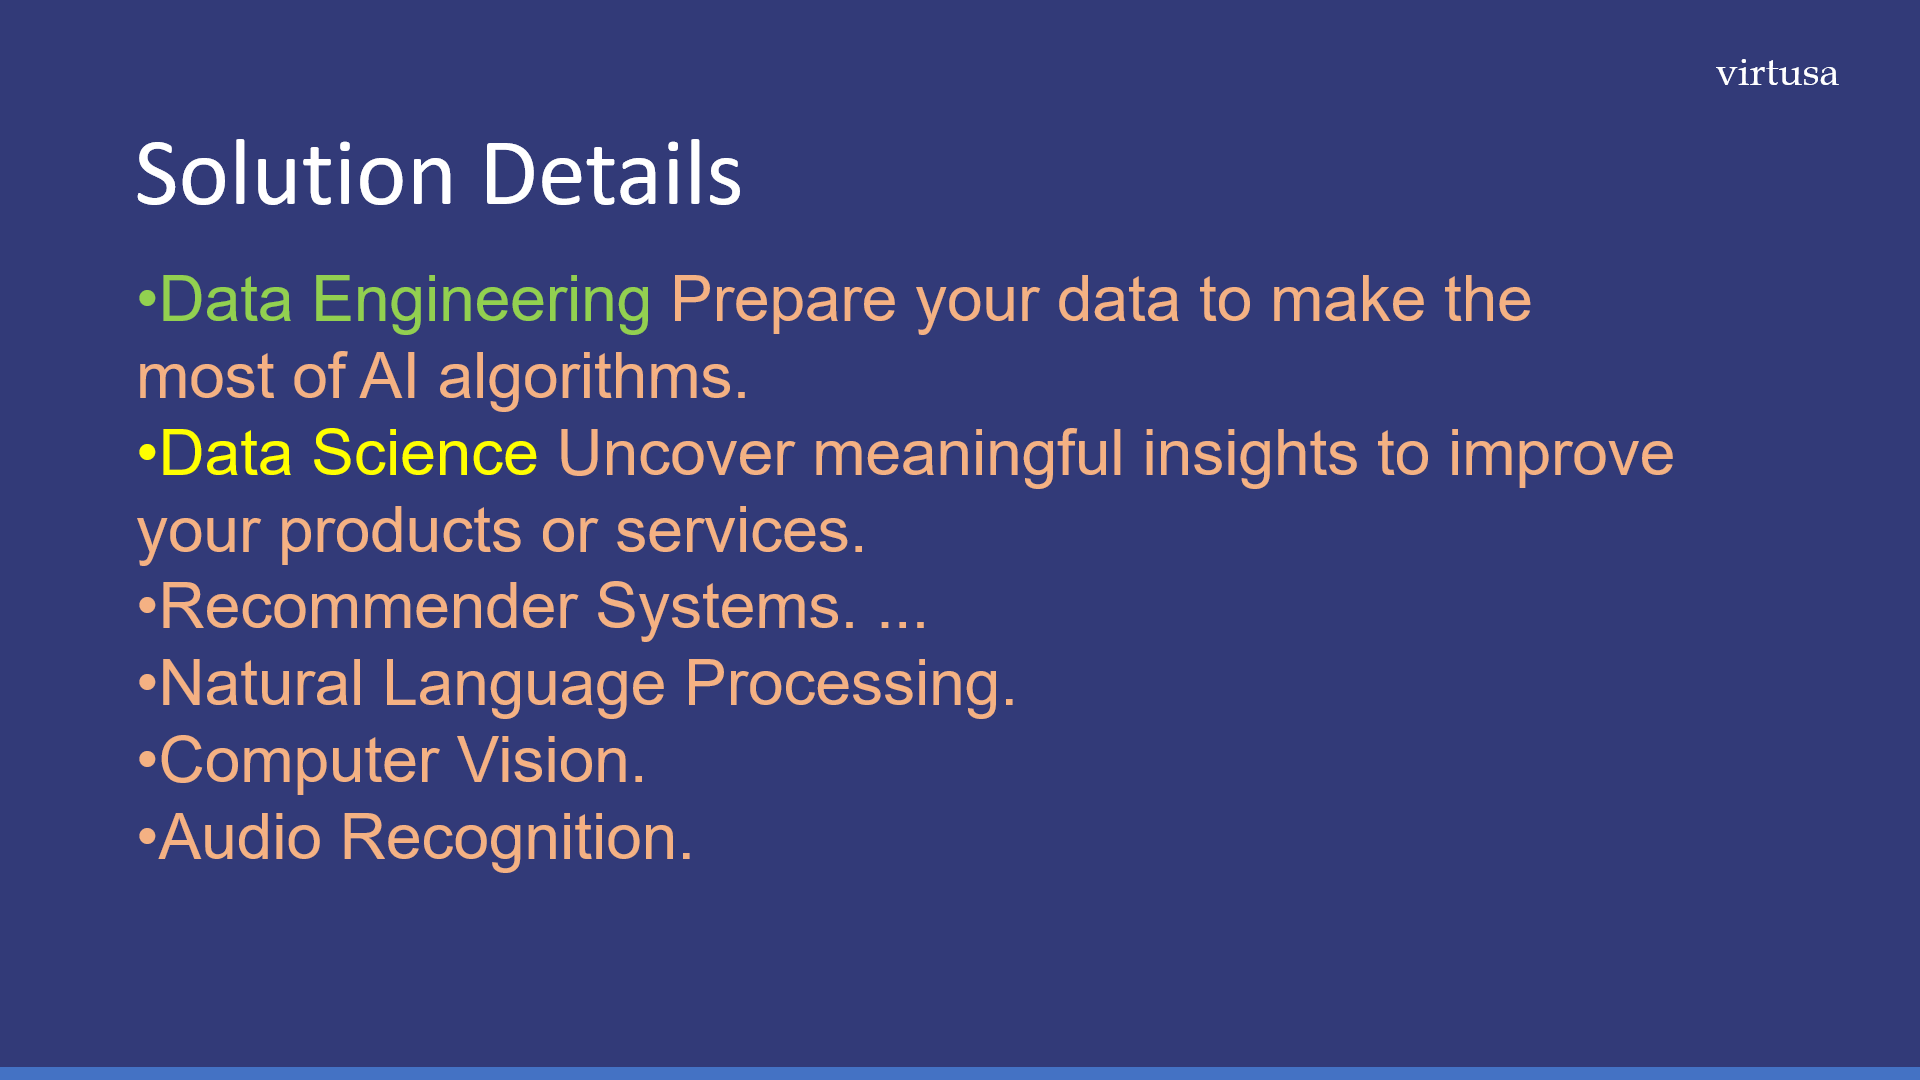 virtusa
Solution Details
•Data Engineering Prepare your data to make the
most of AI algorithms.
•Data Science Uncover meaningful insights to improve
your products or services.
•Recommender Systems. ...
•Natural Language Processing.
•Computer Vision.
•Audio Recognition.